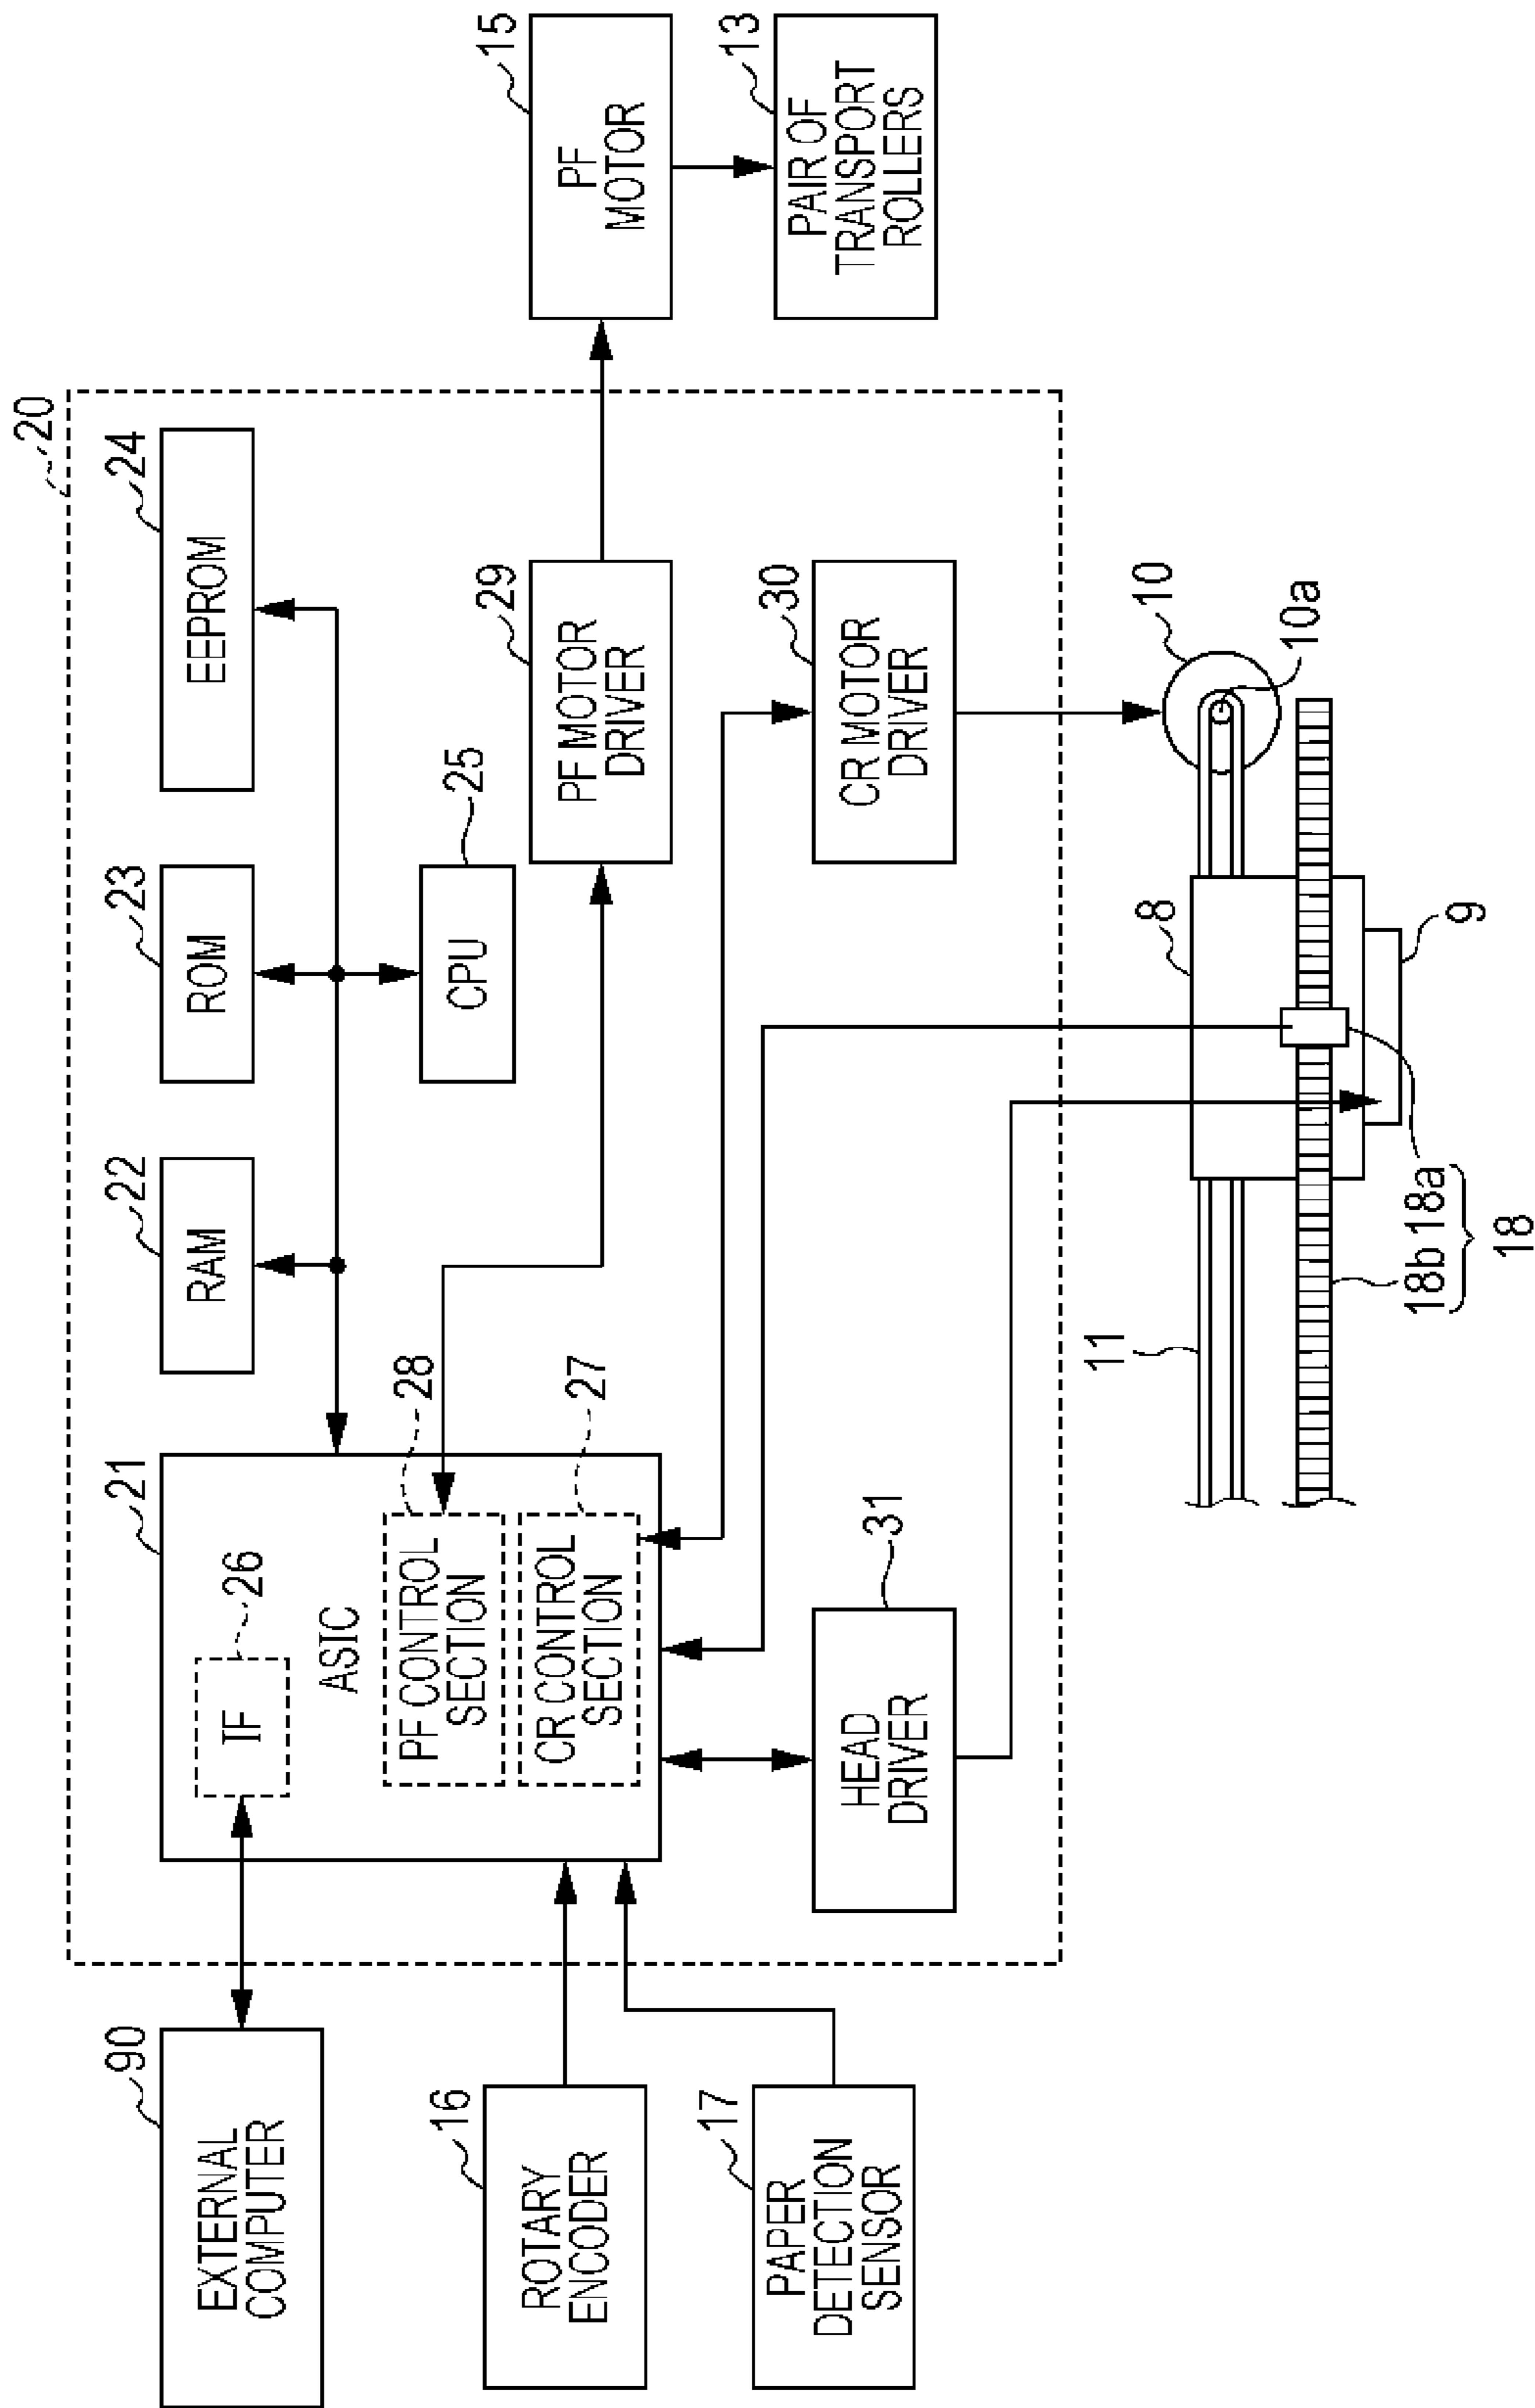 20
90
EXTERNAL
COMPUTER
21
26
IF
ASIC
22
RAM
23
ROM
24
EEPROM
25
CPU
28
PF CONTROL
SECTION
27
CR CONTROL
SECTION
29
PF MOTOR
DRIVER
15
PF
MOTOR
13
PAIR OF
TRANSPORT
ROLLERS
16
ROTARY
ENCODER
17
PAPER
DETECTION
SENSOR
31
HEAD
DRIVER
30
CR MOTOR
DRIVER
10
10a
8
9
11
18b 18a
18